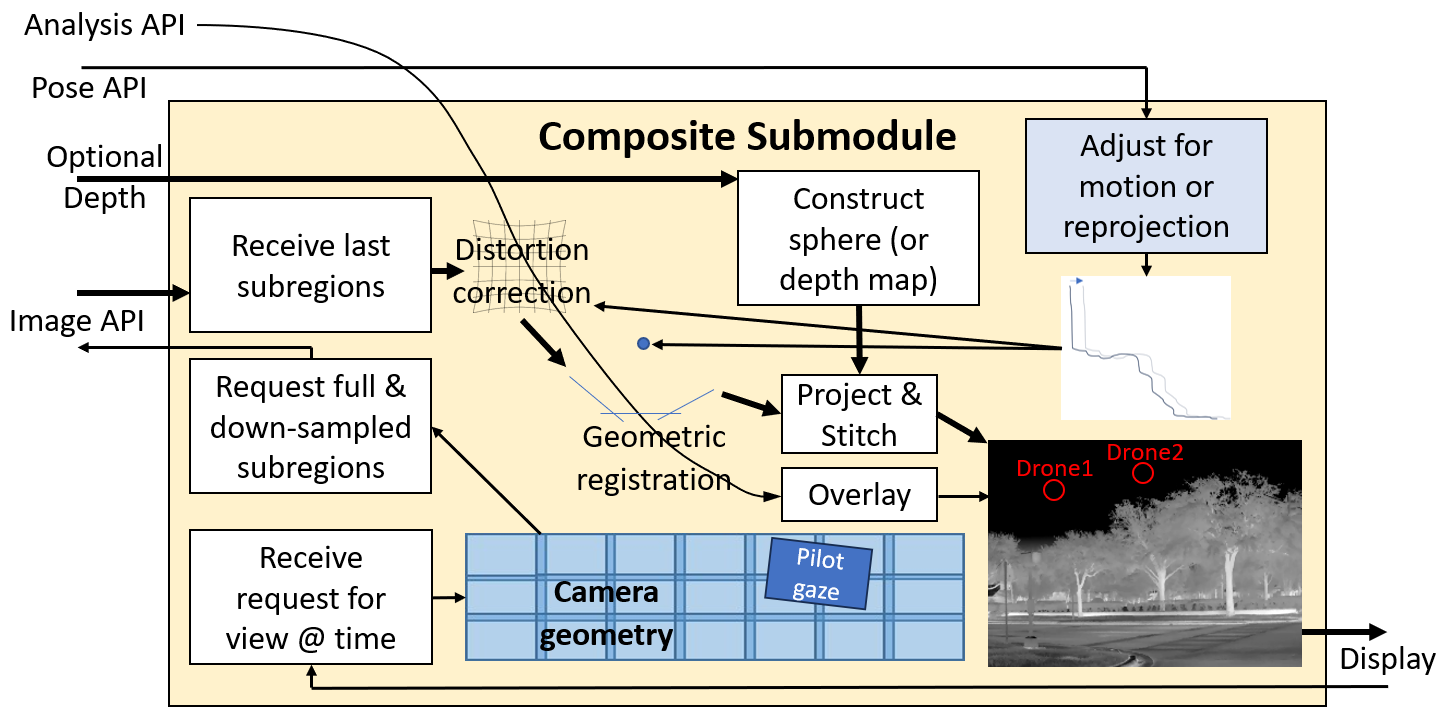 Analysis API
Pose API
Composite Submodule
Optional
Depth
Adjust for
motion or
reprojection
Construct
sphere (or
depth map)
Receive last
subregions
Distortion
correction
Image API
Request full &
down-sampled
subregions
Geometric
registration
Project &
Stitch
Overlay
Drone1
Drone2
Receive
request for
view @ time
Camera
geometry
Pilot
gaze
Display